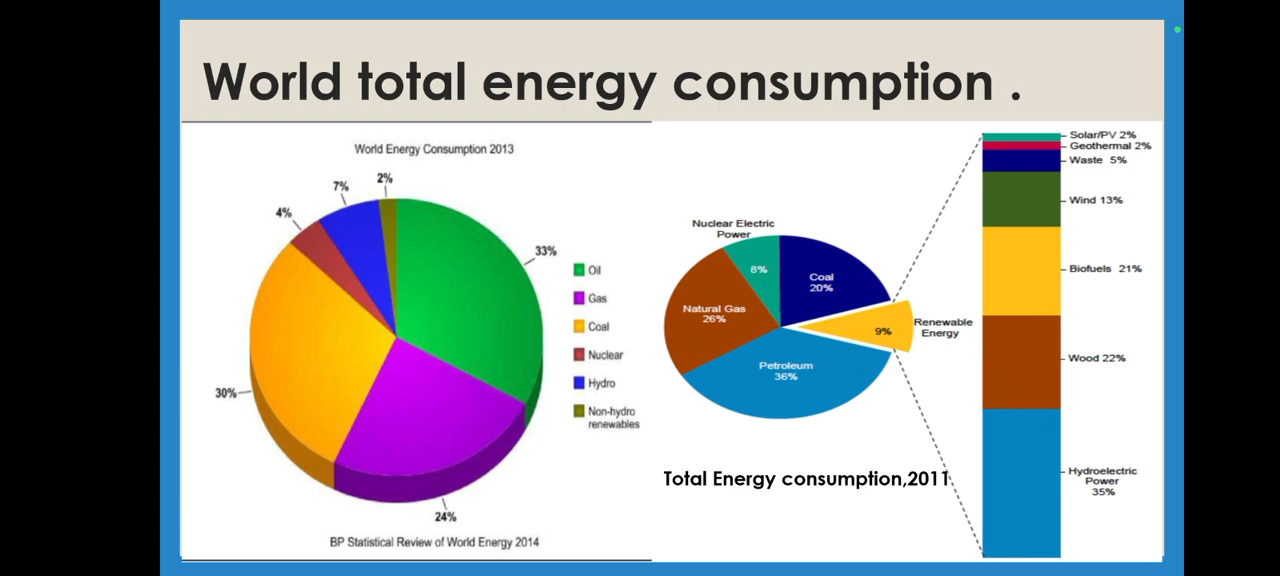 World total energy consumption .
World Energy Consumption 2013
2%
7%
4%
33%
30%
24%
Oil
Gas
Coal
Nuclear
Hydro
Non-hydro
renewables
BP Statistical Review of World Energy 2014
Nuclear Electric
Power
8%
Coal
20%
Natural Gas
26%
9%
Renewable
Energy
Petroleum
36%
Total Energy consumption,2011
Solar/PV 2%
Geothermal 2%
Waste 5%
Wind 13%
Biofuels 21%
Wood 22%
Hydroelectric
Power
35%